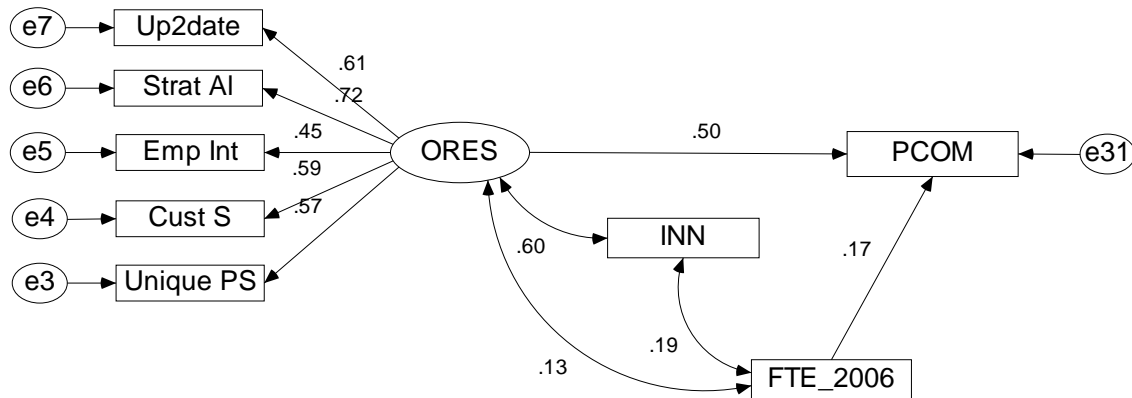 e7
Up2date
.61
e6
Strat Al
.72
e5
Emp Int
.45
ORES
.50
PCOM
e31
.59
e4
Cust S
.57
INN
.60
.17
e3
Unique PS
.19
.13
FTE_2006